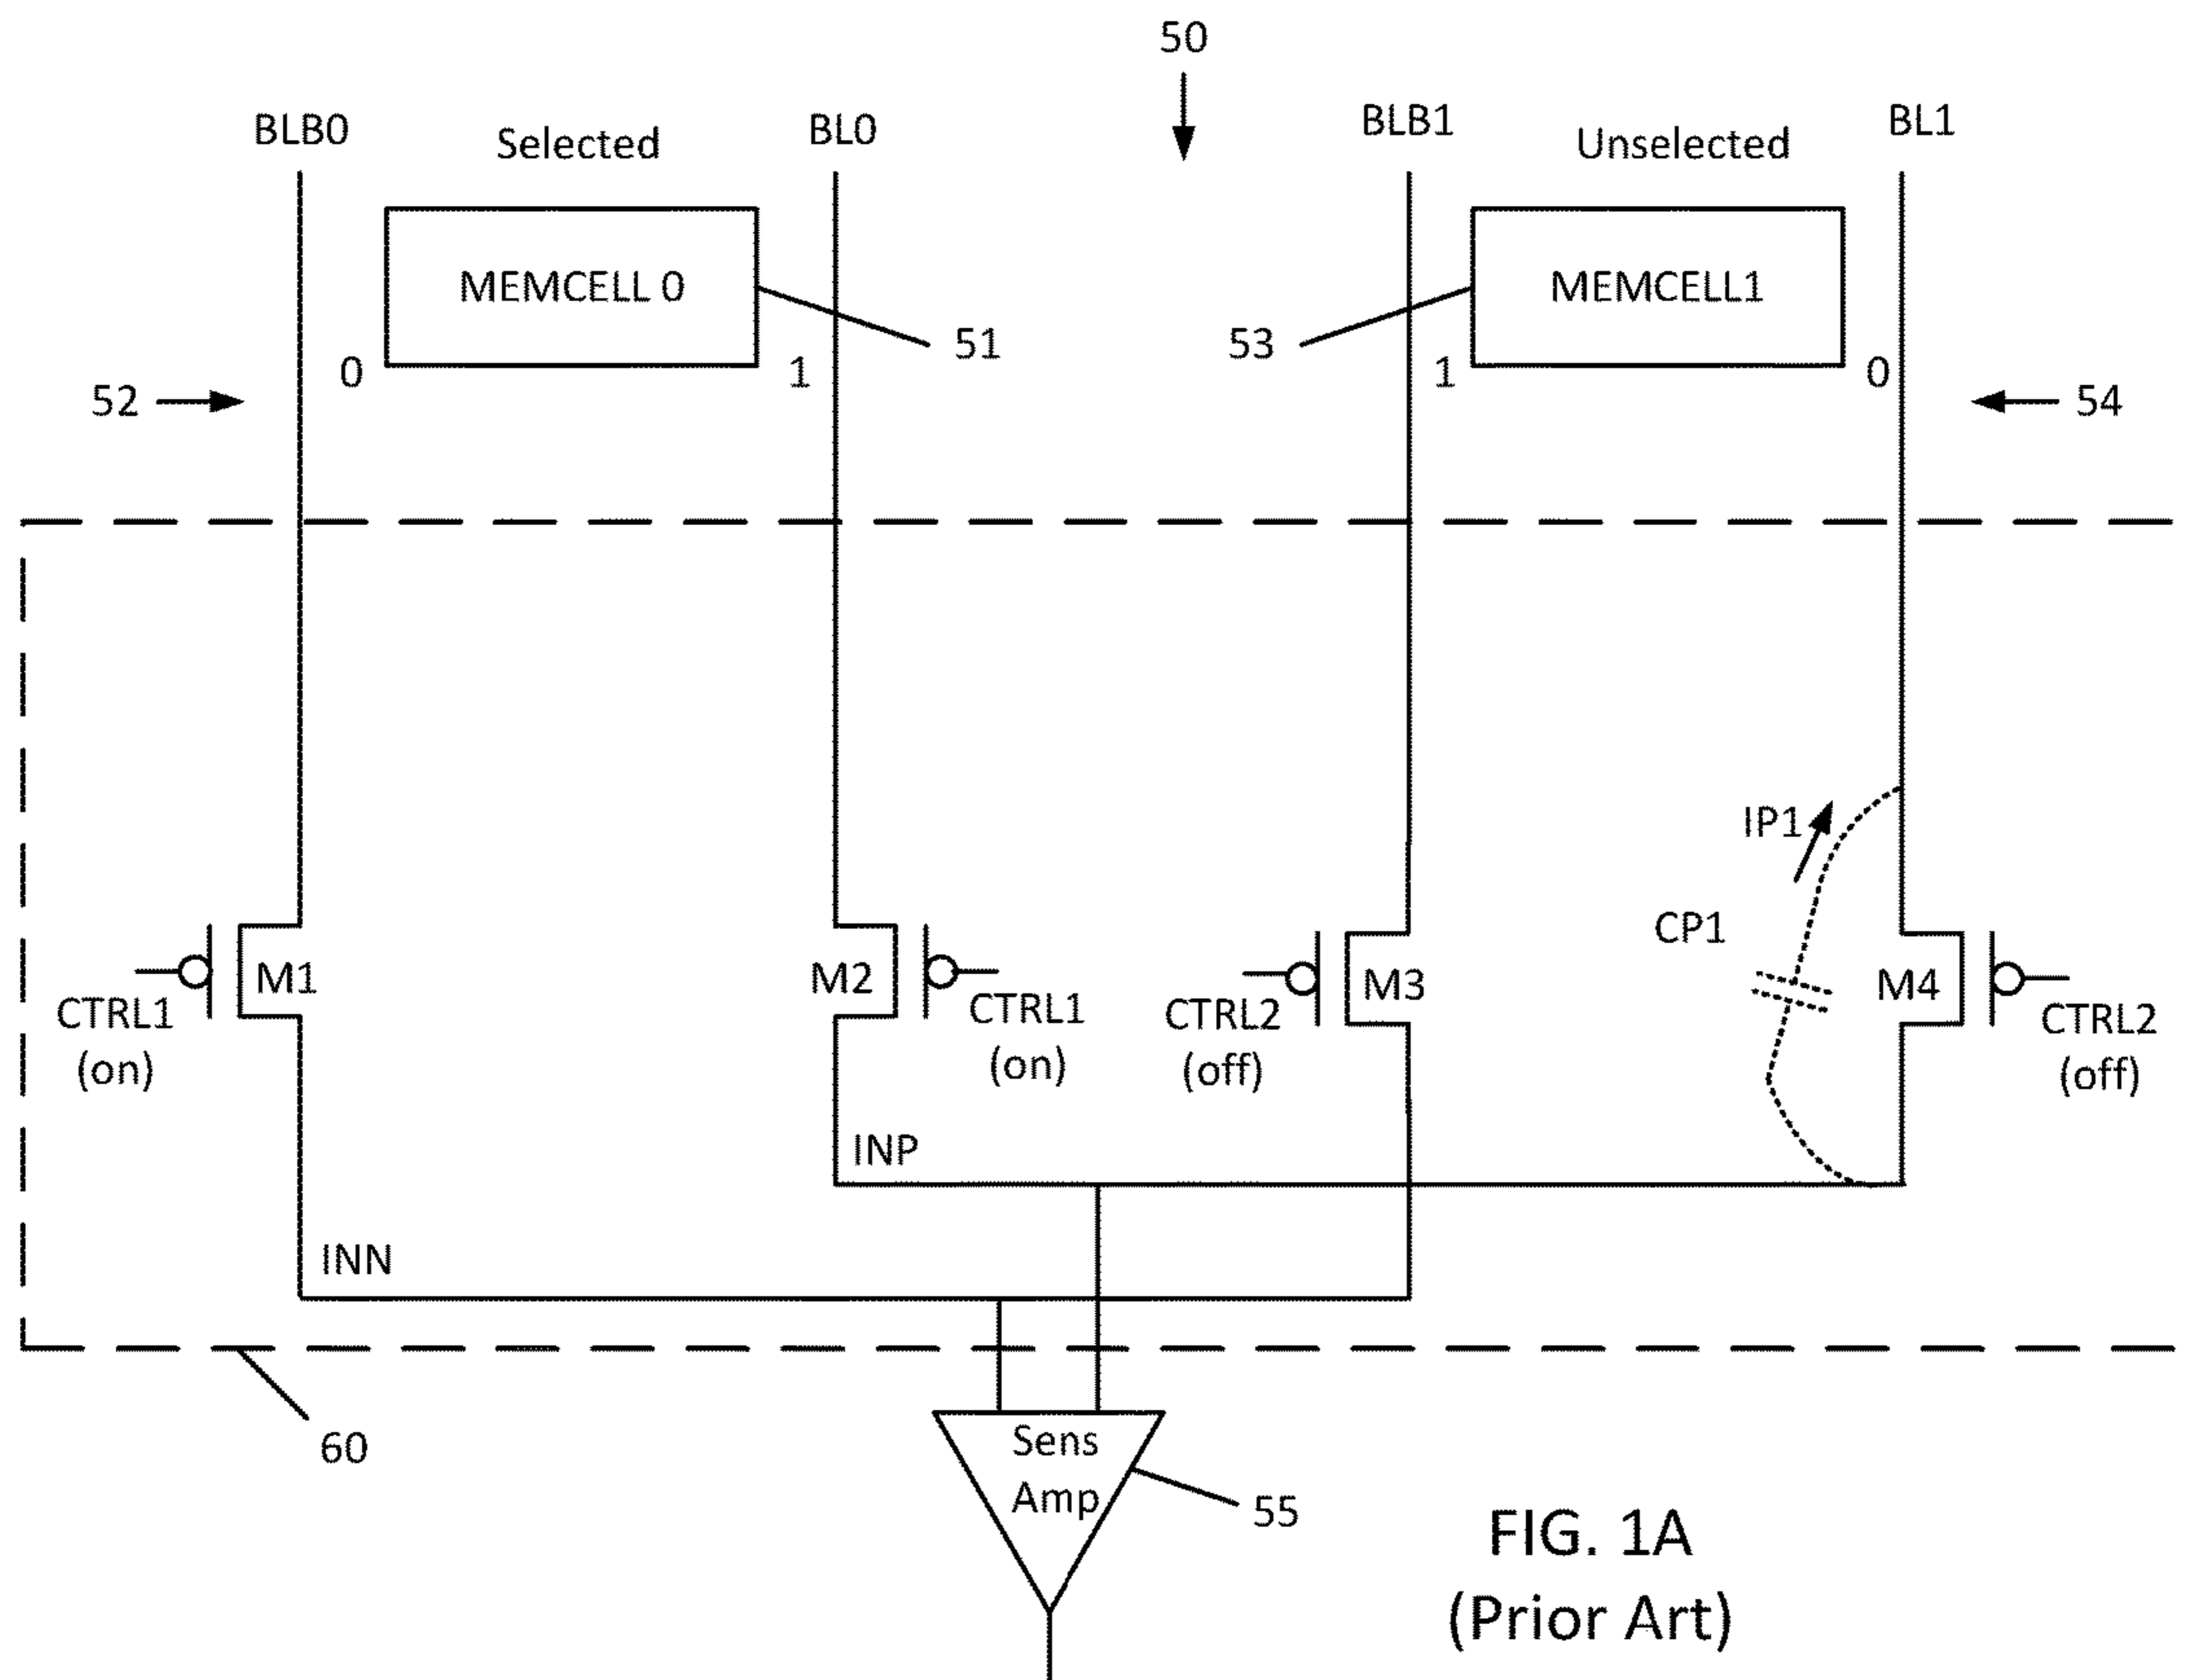 50
BLB0
Selected
BL0
BLB1
Unselected
BL1
MEMCELL 0
MEMCELL1
51
53
0
1
1
0
52
54
IP1
CP1
M1
M2
M3
M4
CTRL1
(on)
CTRL1
(on)
CTRL2
(off)
CTRL2
(off)
INP
INN
60
Sens
Amp
55
FIG. 1A
(Prior Art)